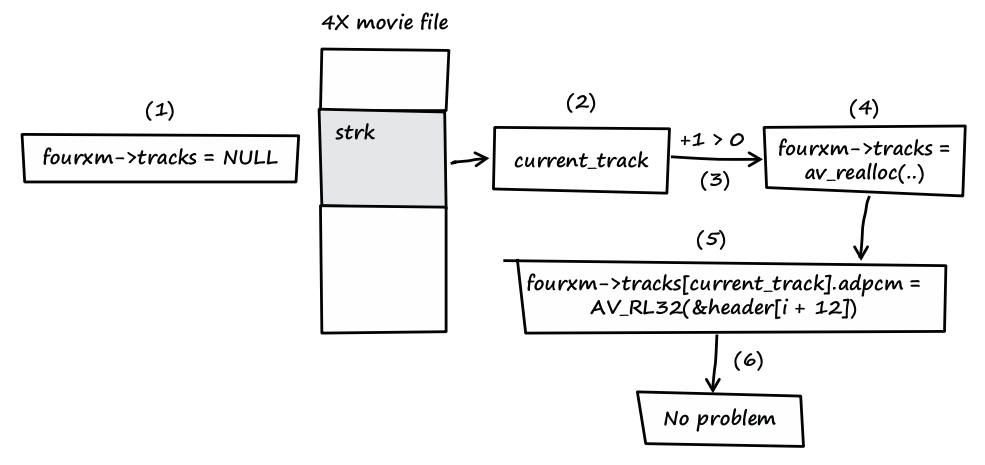 4X movie file
(1)
fourxm->tracks = NULL
strk
(2)
current_track
+1 > 0
(3)
(4)
fourxm->tracks =
av_realloc(..)
(5)
fourxm->tracks[current_track].adpcm =
AV_RL32(&header[i + 12])
(6)
No problem